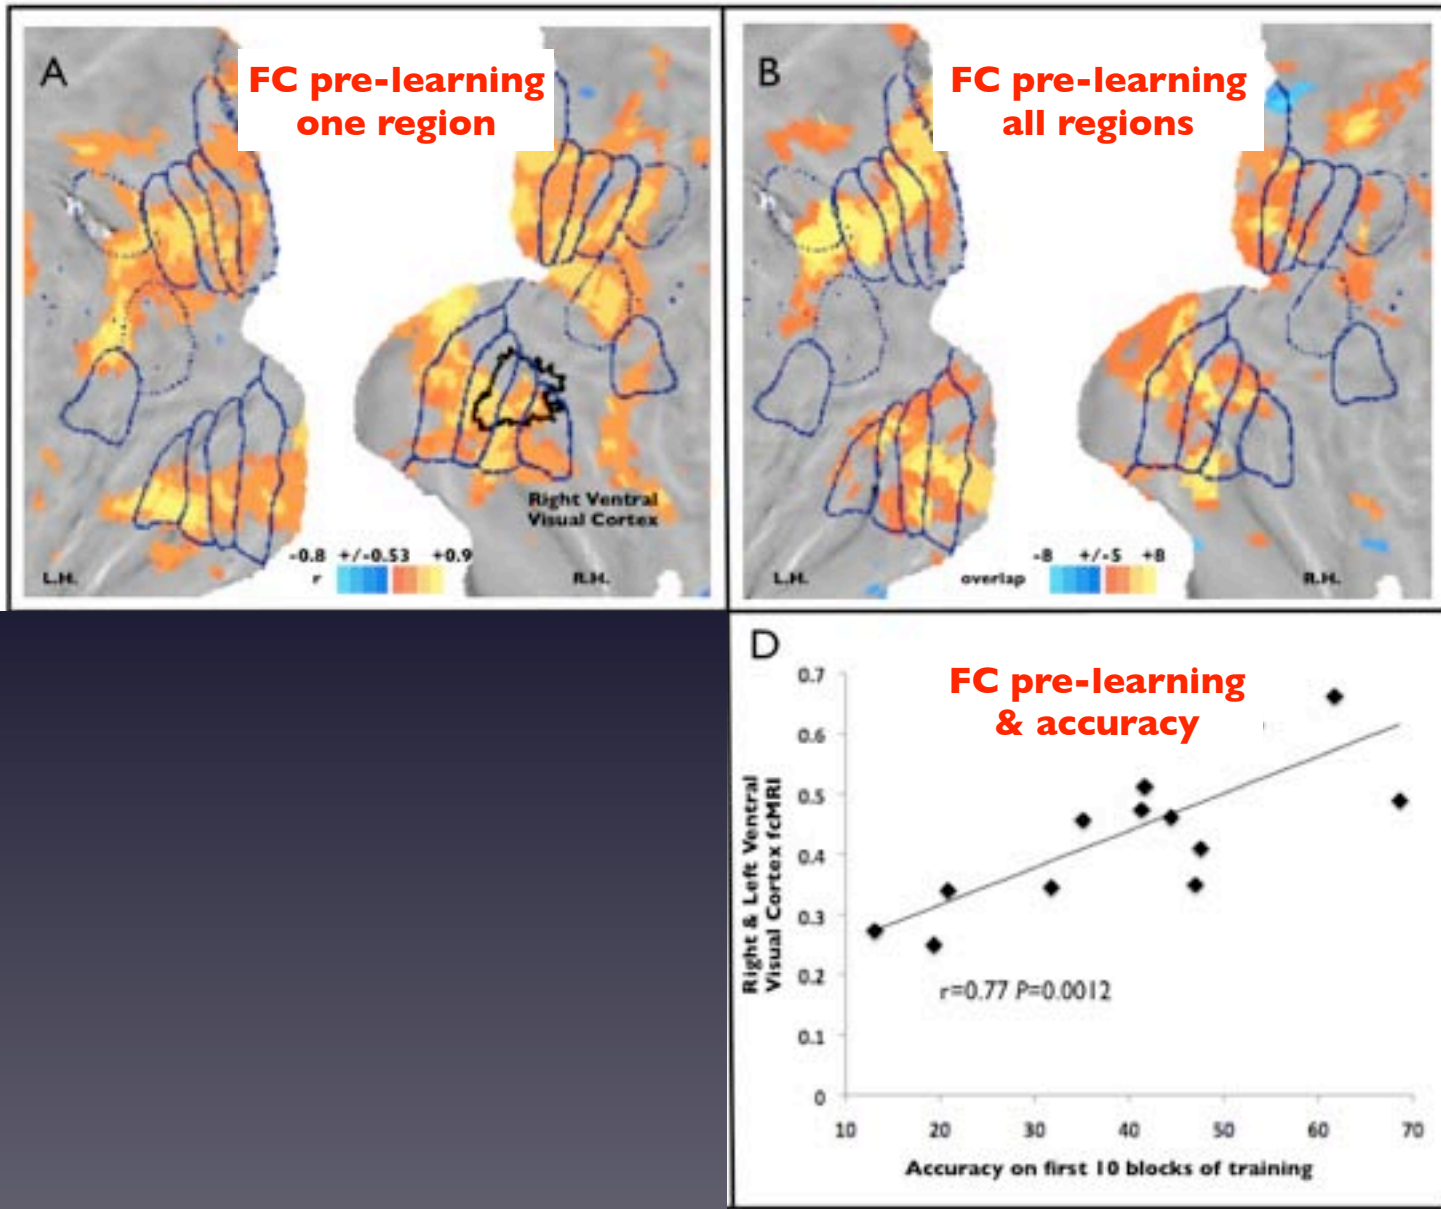 A
FC pre-learning
one region
Right Ventral
Visual Cortex
-0.8 +/-0.53 +0.9
r
L.H.
R.H.
B
FC pre-learning
all regions
-8 +/-5 +8
overlap
L.H.
R.H.
D
FC pre-learning
& accuracy
Right & Left Ventral
Visual Cortex fcMRI
0.7
0.6
0.5
0.4
0.3
0.2
0.1
0
r=0.77 P=0.0012
10 20 30 40 50 60 70
Accuracy on first 10 blocks of training